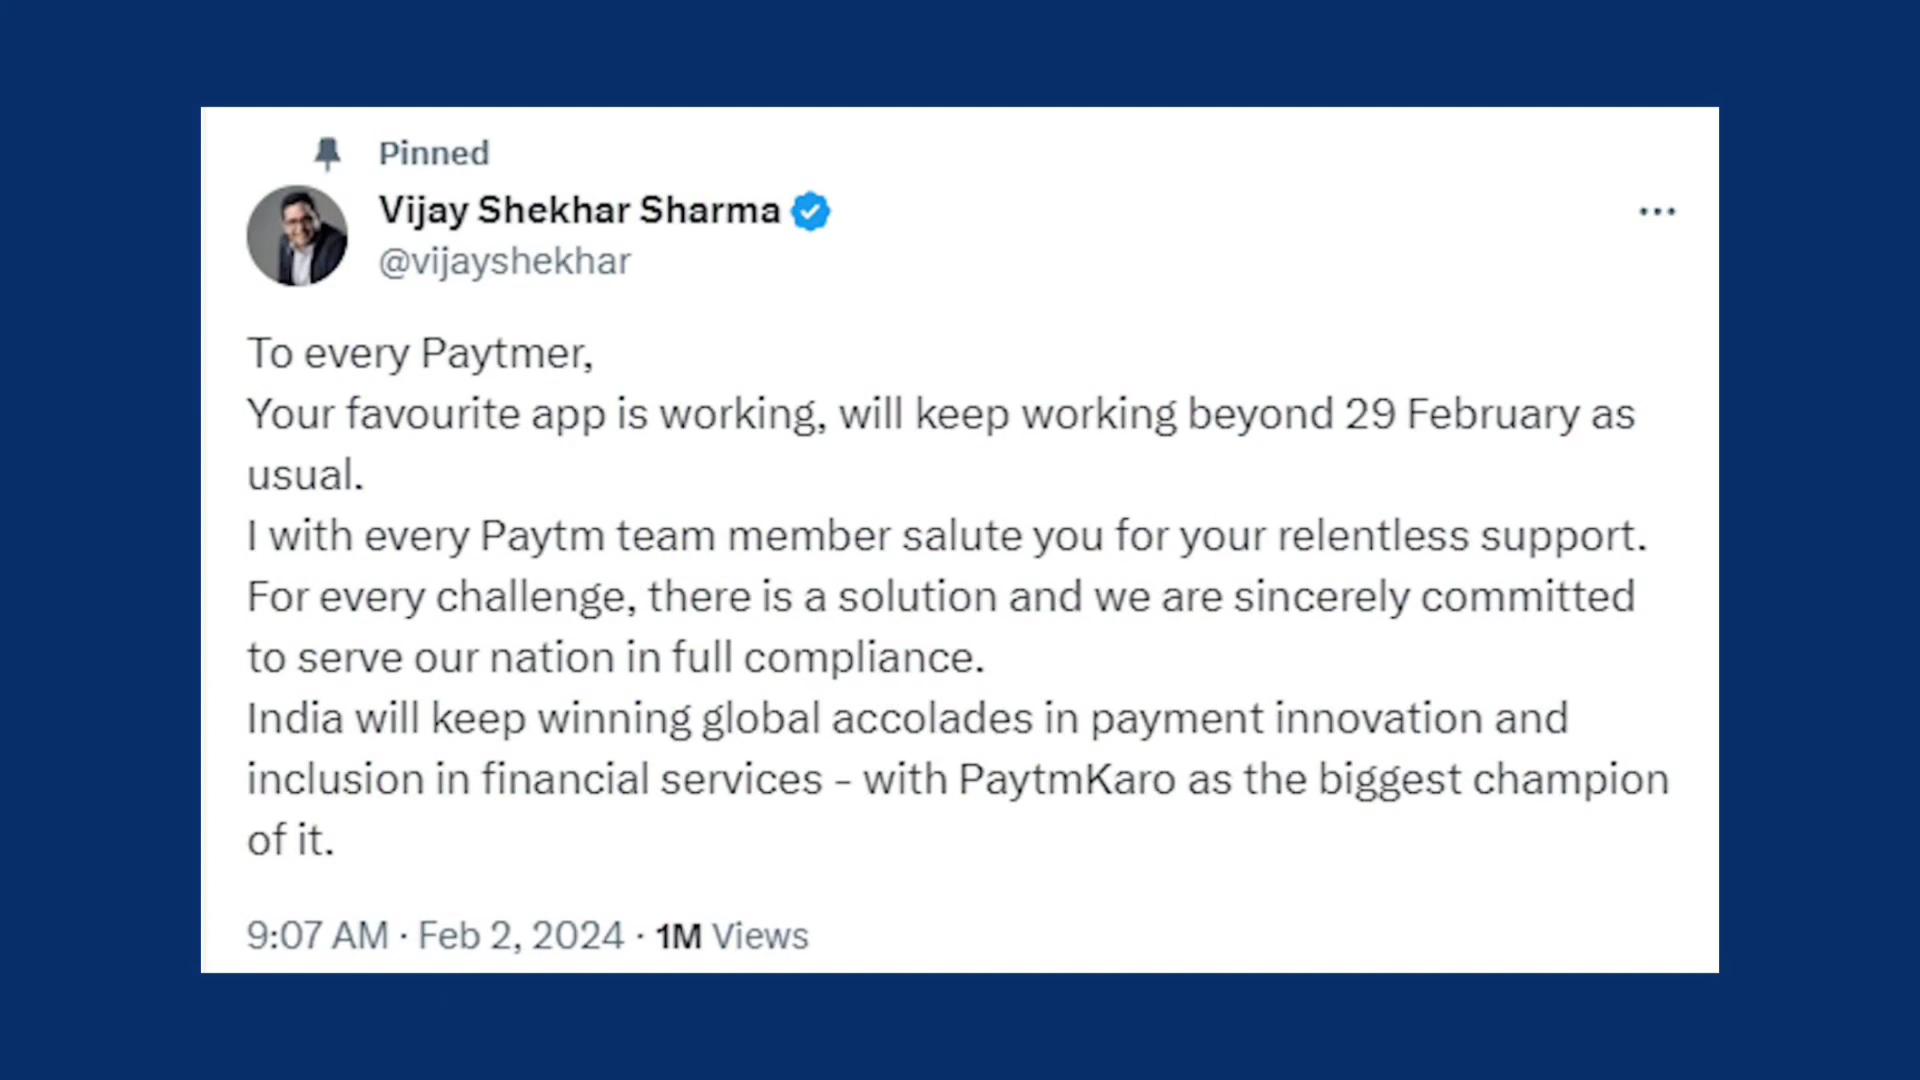 Pinned
Vijay Shekhar Sharma
@vijayshekhar
To every Paytmer,
Your favourite app is working, will keep working beyond 29 February as
usual.
I with every Paytm team member salute you for your relentless support.
For every challenge, there is a solution and we are sincerely committed
to serve our nation in full compliance.
India will keep winning global accolades in payment innovation and
inclusion in financial services - with PaytmKaro as the biggest champion
of it.
9:07 AM · Feb 2, 2024 · 1M Views